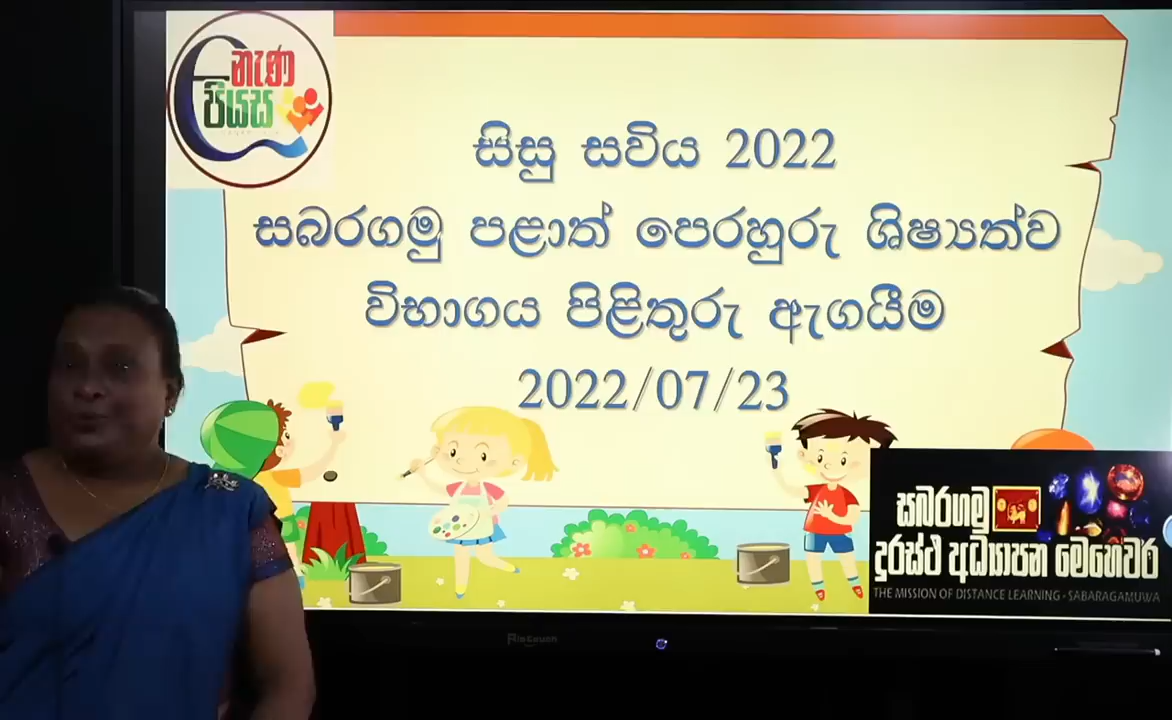 නැණ
පියස
සිසු සවිය 2022
සබරගමු පළාත් පෙරහුරු ශිෂ්‍යත්ව
විභාගය පිළිතුරු ඇගයීම
2022/07/23
සබරගමු
දුරස්ථ අධ්‍යාපන මෙහෙවර
THE MISSION OF DISTANCE LEARNING - SABARAGAMUWA